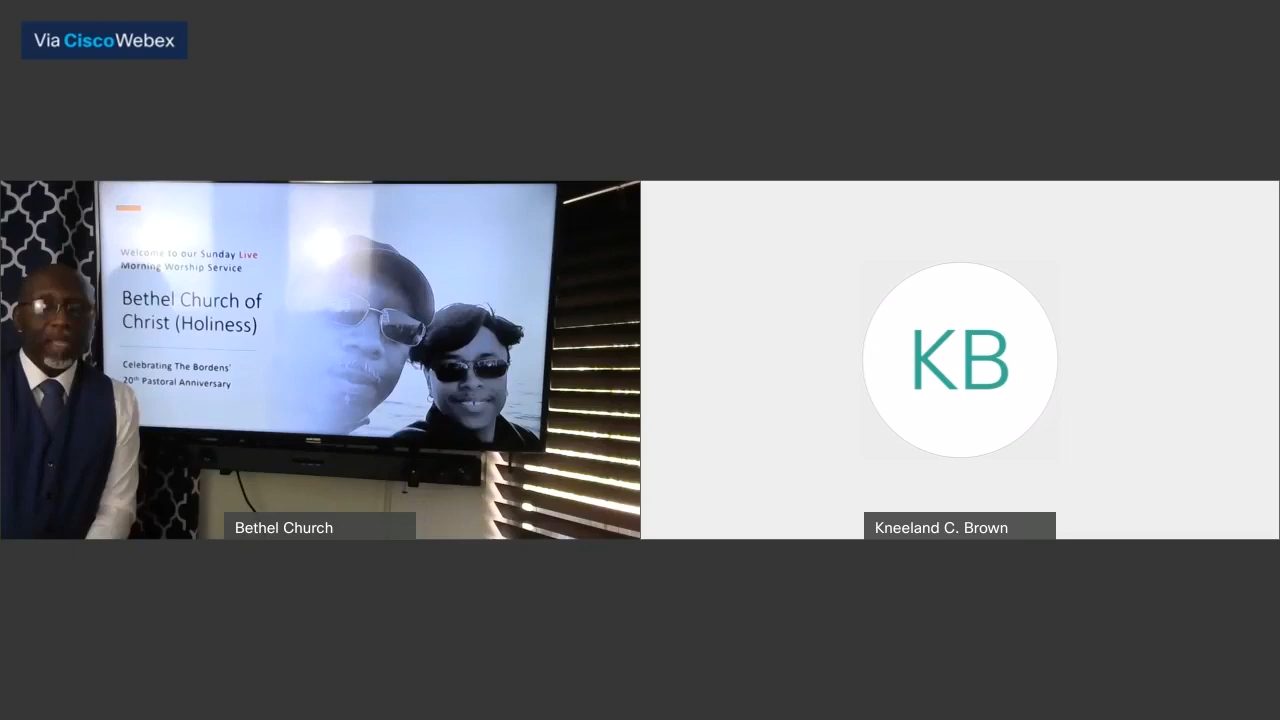 Via CiscoWebex
Welcome to our Sunday Live
Morning Worship Service
Bethel Church of
Christ (Holiness)
Celebrating The Bordens'
20th Pastoral Anniversary
Bethel Church
KB
Kneeland C. Brown